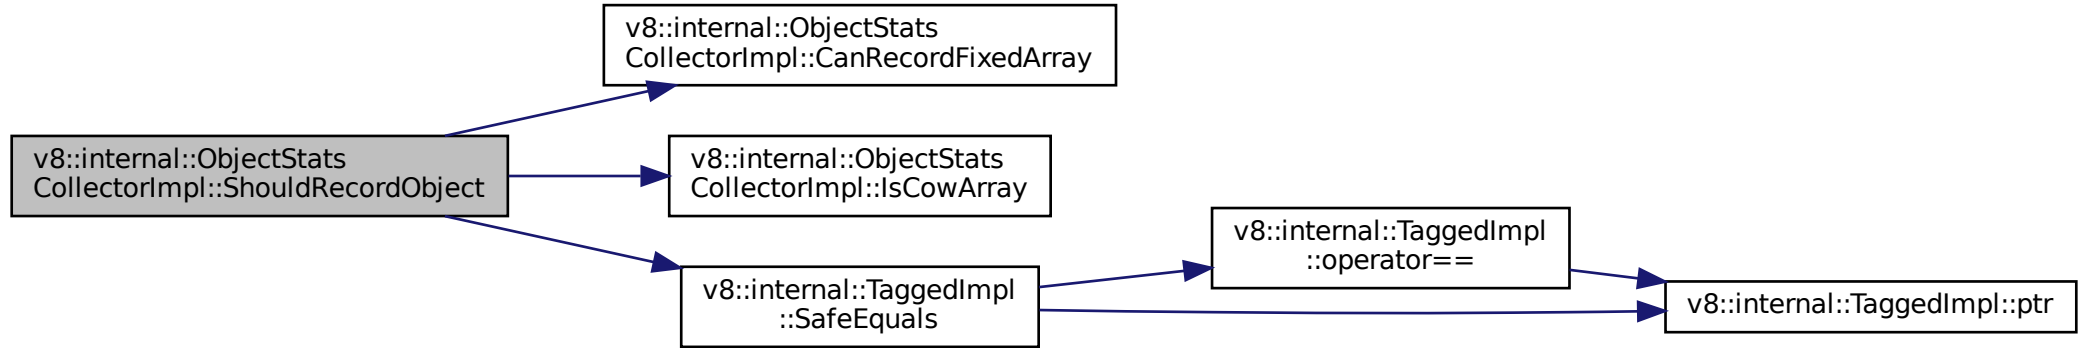 v8::internal::ObjectStats
CollectorImpl::CanRecordFixedArray
v8::internal::ObjectStats
CollectorImpl::ShouldRecordObject
v8::internal::ObjectStats
CollectorImpl::IsCowArray
v8::internal::TaggedImpl
::SafeEquals
v8::internal::TaggedImpl
::operator==
v8::internal::TaggedImpl::ptr